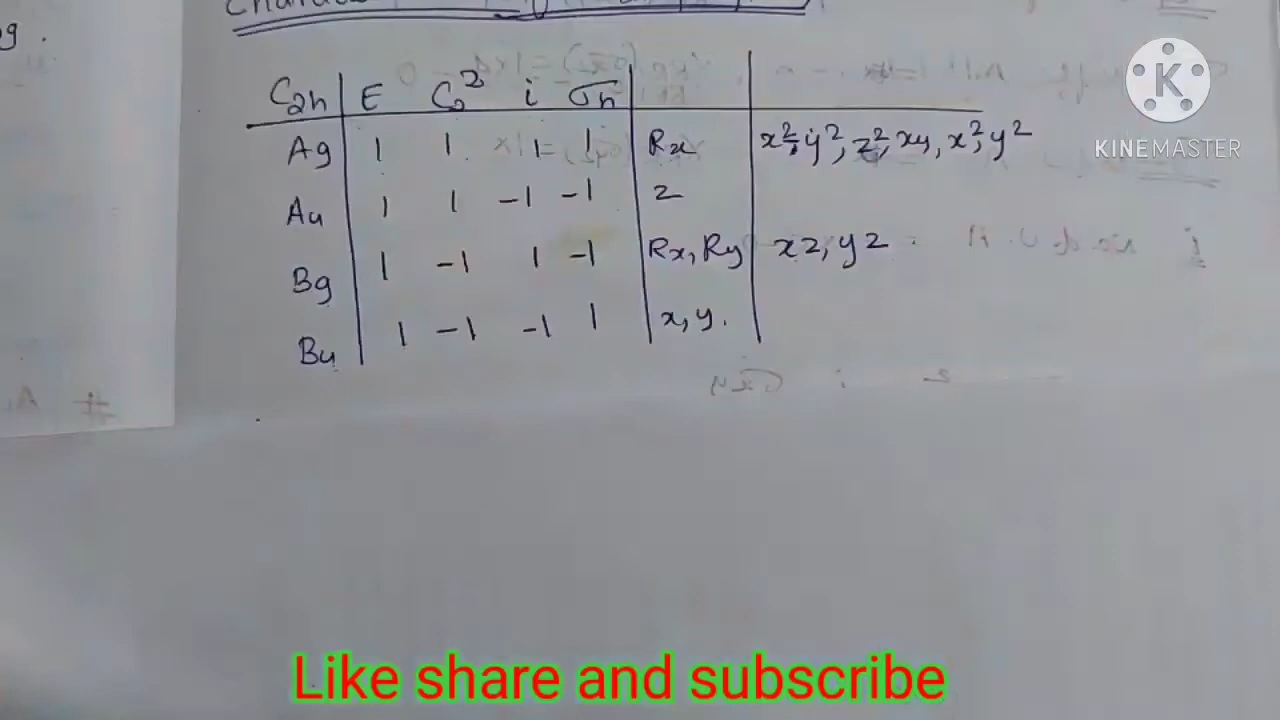 g.
C2h E C2^2 i σh
Ag 1 1 1 1 Rx x²-y², z², xy, x², y²
Au 1 1 -1 -1 z
Bg 1 -1 1 -1 Rx, Ry xz, yz
Bu 1 -1 -1 1 x, y.
K
KINEMASTER
Like share and subscribe